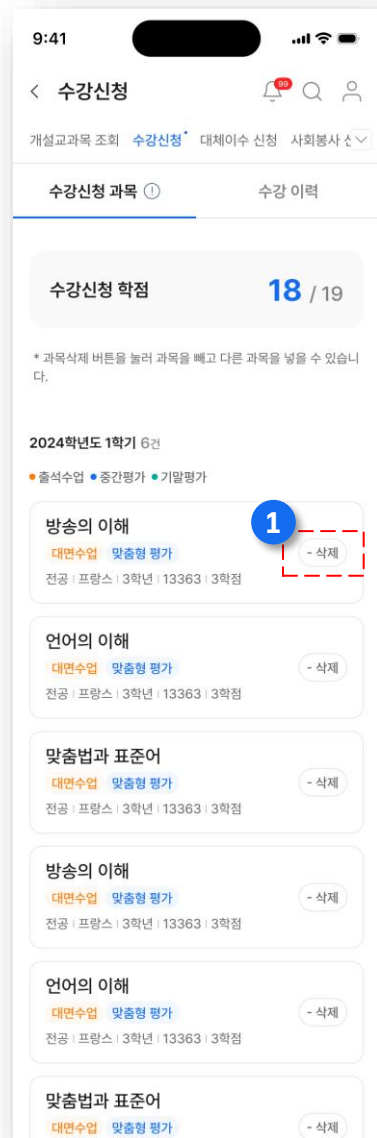 9:41
수강신청
99
개설교과목 조회 수강신청 대체이수 신청 사회봉사
수강신청 과목 수강 이력
수강신청 학점 18 / 19
* 과목삭제 버튼을 눌러 과목을 빼고 다른 과목을 넣을 수 있습니
다.
2024학년도 1학기 6건
출석수업 중간평가 기말평가
1
방송의 이해
대면수업 맞춤형 평가
- 삭제
전공 | 프랑스 | 3학년 | 13363 | 3학점
언어의 이해
대면수업 맞춤형 평가
- 삭제
전공 | 프랑스 | 3학년 | 13363 | 3학점
맞춤법과 표준어
대면수업 맞춤형 평가
- 삭제
전공 | 프랑스 | 3학년 | 13363 | 3학점
방송의 이해
대면수업 맞춤형 평가
- 삭제
전공 | 프랑스 | 3학년 | 13363 | 3학점
언어의 이해
대면수업 맞춤형 평가
- 삭제
전공 | 프랑스 | 3학년 | 13363 | 3학점
맞춤법과 표준어
대면수업 맞춤형 평가
- 삭제